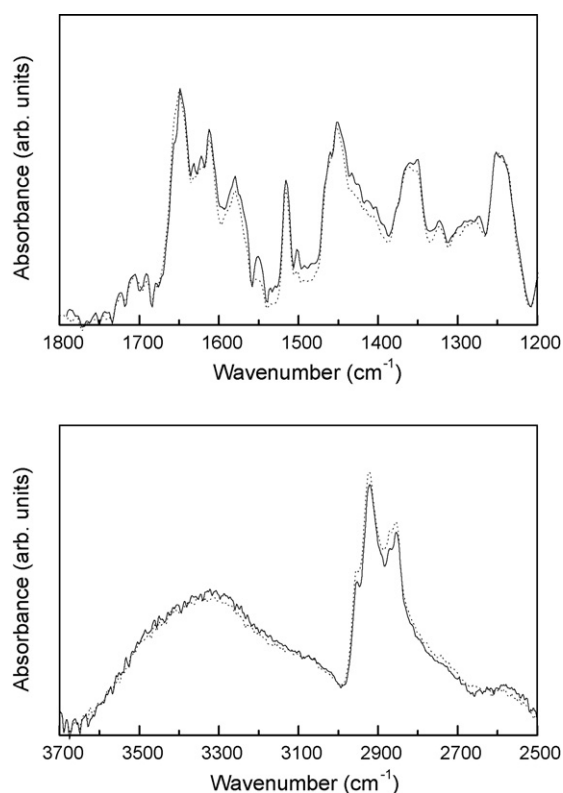 Absorbance (arb. units)
1800 1700 1600 1500 1400 1300 1200
Wavenumber (cm⁻¹)
Absorbance (arb. units)
3700 3500 3300 3100 2900 2700 2500
Wavenumber (cm⁻¹)